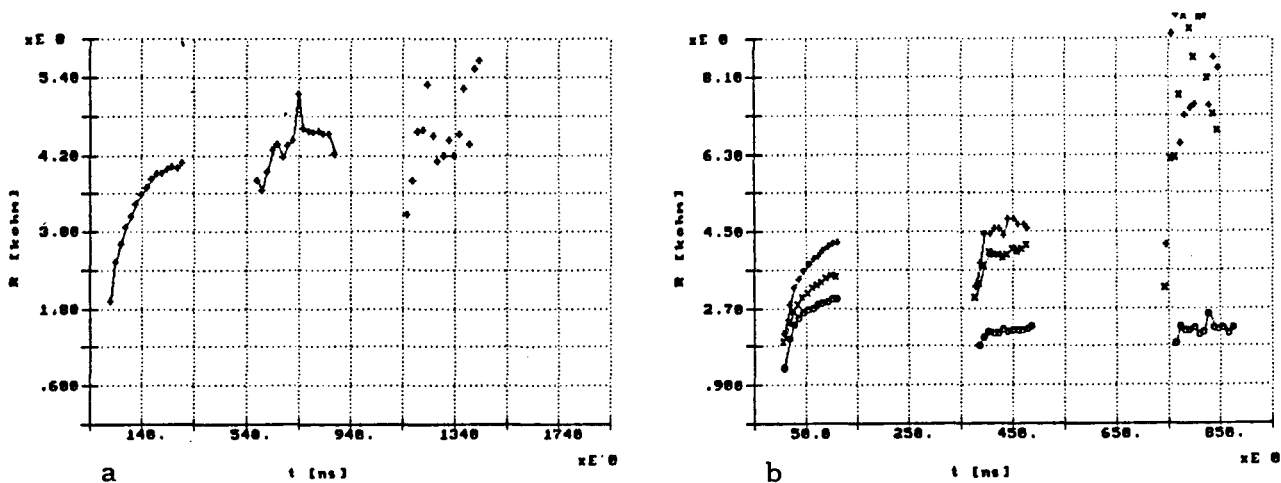 xE 0
5.40
4.20
3.00
1.80
.600
R [kohm]
140. 540. 940. 1340 1740
xE 0
t [ns]
a
xE 0
8.10
6.30
4.50
2.70
.900
R [kohm]
50.0 250. 450. 650. 850.
xE 0
t [ns]
b